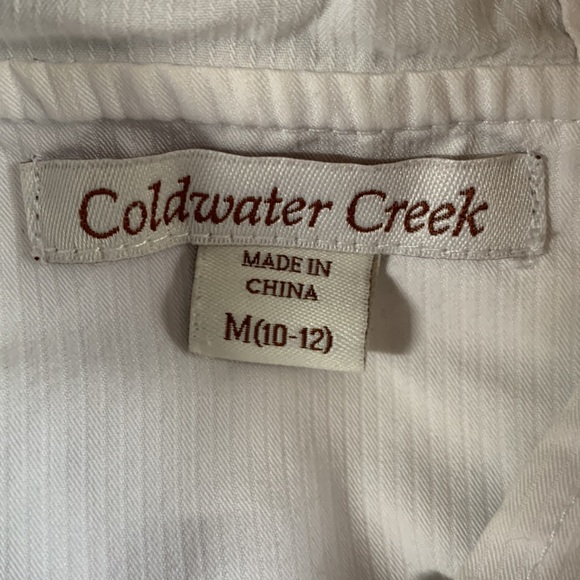 Coldwater Creek
MADE IN
CHINA
M(10-12)